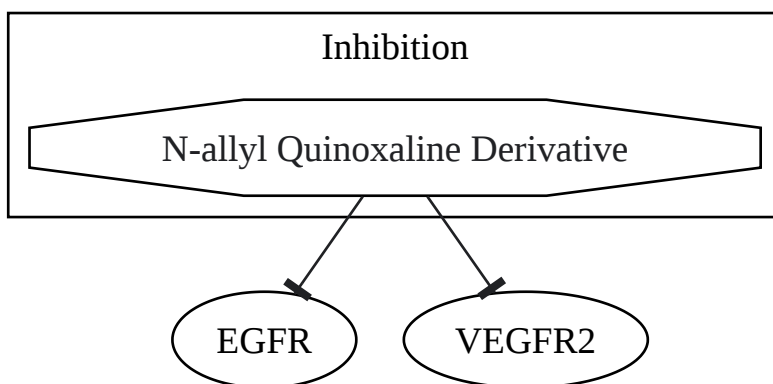 Inhibition
N-allyl Quinoxaline Derivative
EGFR
VEGFR2